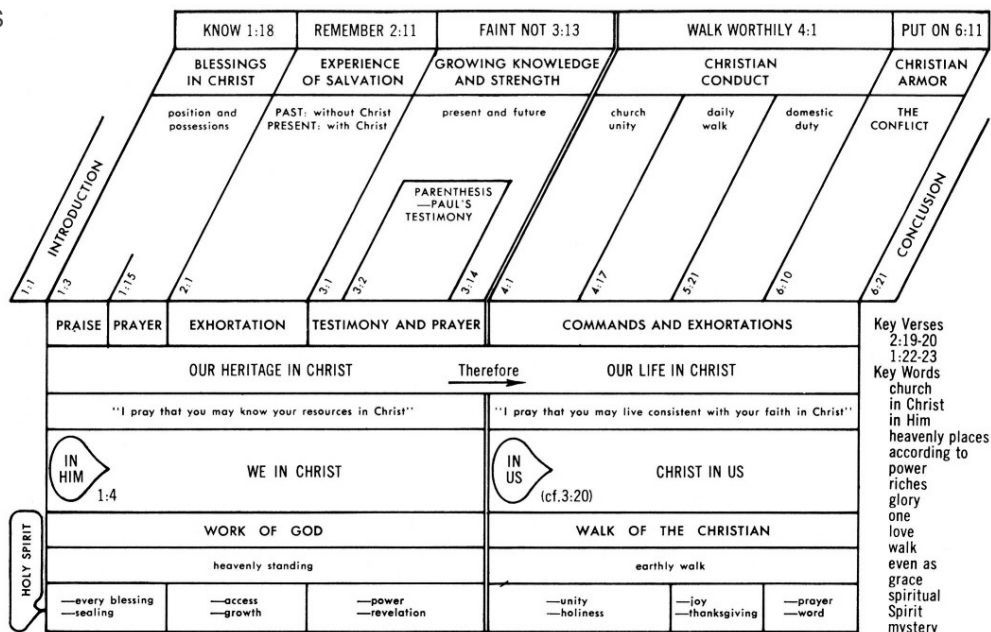 S
KNOW 1:18 REMEMBER 2:11 FAINT NOT 3:13 WALK WORTHILY 4:1 PUT ON 6:11
BLESSINGS
IN CHRIST
EXPERIENCE
OF SALVATION
GROWING KNOWLEDGE
AND STRENGTH
CHRISTIAN
CONDUCT
CHRISTIAN
ARMOR
position and
possessions
PAST: without Christ
PRESENT: with Christ
present and future
church
unity
daily
walk
domestic
duty
THE
CONFLICT
PARENTHESIS
—PAUL'S
TESTIMONY
INTRODUCTION
CONCLUSION
1:1 1:3 1:15 2:1 3:1 3:2 3:14 4:1 4:17 5:21 6:10 6:21
PRAISE PRAYER EXHORTATION TESTIMONY AND PRAYER COMMANDS AND EXHORTATIONS
OUR HERITAGE IN CHRIST Therefore OUR LIFE IN CHRIST
"I pray that you may know your resources in Christ" "I pray that you may live consistent with your faith in Christ"
IN
HIM
1:4
WE IN CHRIST
IN
US
(cf.3:20)
CHRIST IN US
WORK OF GOD WALK OF THE CHRISTIAN
heavenly standing earthly walk
HOLY SPIRIT
—every blessing
—sealing
—access
—growth
—power
—revelation
—unity
—holiness
—joy
—thanksgiving
—prayer
—word
Key Verses
2:19-20
1:22-23
Key Words
church
in Christ
in Him
heavenly places
according to
power
riches
glory
one
love
walk
even as
grace
spiritual
Spirit
mystery